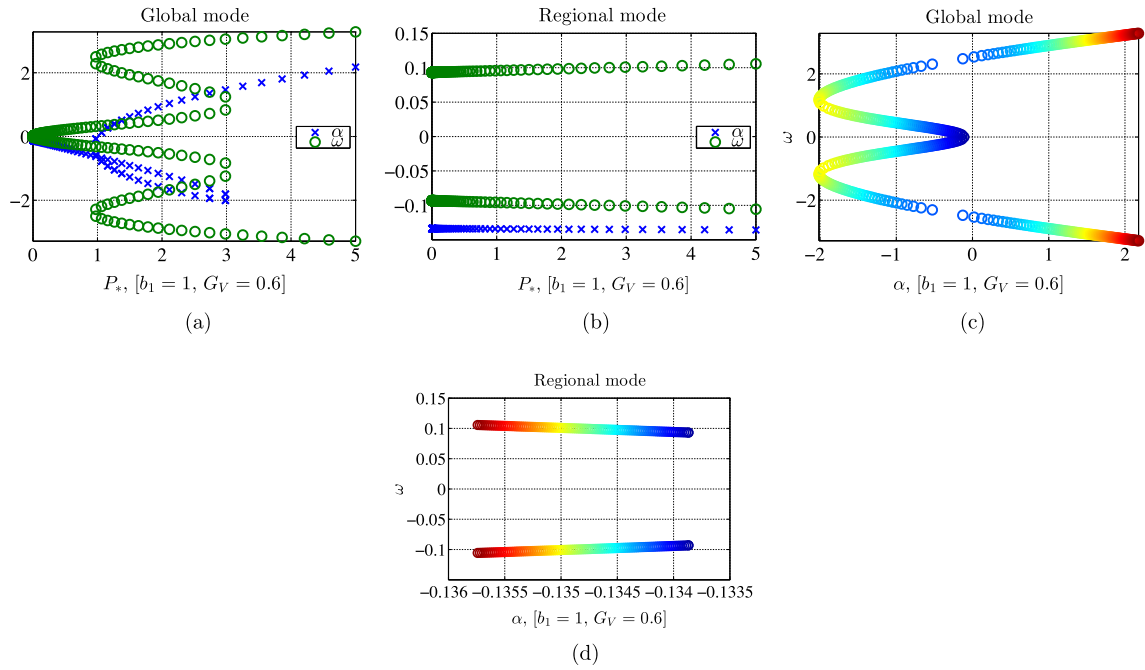 Global mode
2
0
−2
0 1 2 3 4 5
α
ω
P*, [b1 = 1, GV = 0.6]
(a)
Regional mode
0.15
0.1
0.05
0
−0.05
−0.1
0 1 2 3 4 5
α
ω
P*, [b1 = 1, GV = 0.6]
(b)
Global mode
2
0
−2
ω
−2 −1 0 1 2
α, [b1 = 1, GV = 0.6]
(c)
Regional mode
0.15
0.1
0.05
0
−0.05
−0.1
ω
−0.136 −0.1355 −0.135 −0.1345 −0.134 −0.1335
α, [b1 = 1, GV = 0.6]
(d)